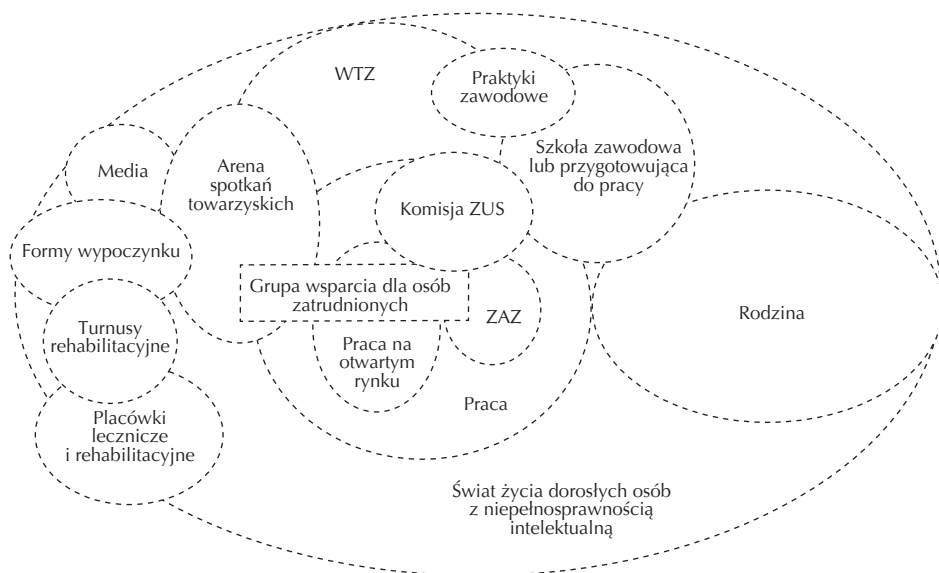 WTZ
Praktyki
zawodowe
Szkoła zawodowa
lub przygotowująca
do pracy
Media
Arena
spotkań
towarzyskich
Komisja ZUS
Formy wypoczynku
Grupa wsparcia dla osób
zatrudnionych
ZAZ
Rodzina
Turnusy
rehabilitacyjne
Praca na
otwartym
rynku
Praca
Placówki
lecznicze
i rehabilitacyjne
Świat życia dorosłych osób
z niepełnosprawnością
intelektualną